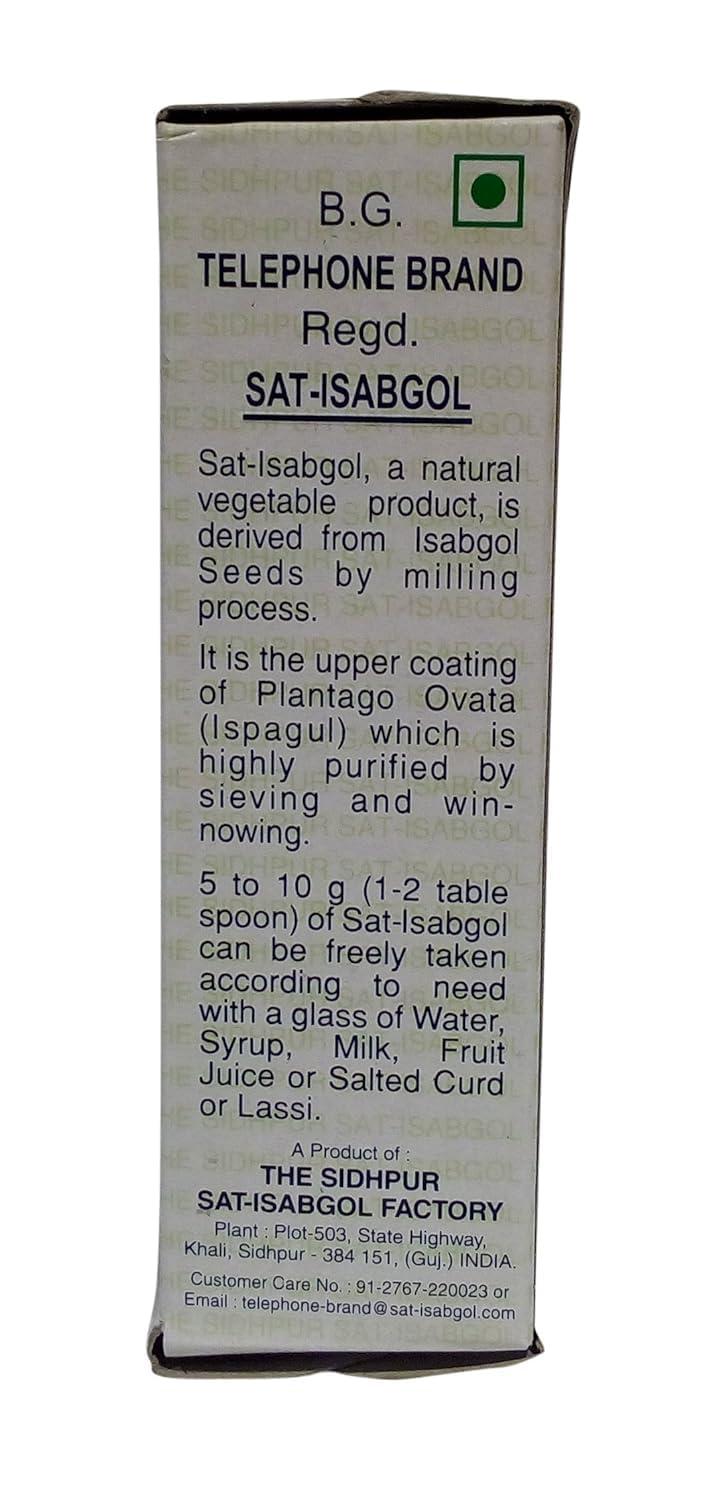 B.G.
TELEPHONE BRAND
Regd.
SAT-ISABGOL
Sat-Isabgol, a natural
vegetable product, is
derived from Isabgol
Seeds by milling
process.
It is the upper coating
of Plantago Ovata
(Ispagul) which is
highly purified by
sieving and win-
nowing.
5 to 10 g (1-2 table
spoon) of Sat-Isabgol
can be freely taken
according to need
with a glass of Water,
Syrup, Milk, Fruit
Juice or Salted Curd
or Lassi.
A Product of :
THE SIDHPUR
SAT-ISABGOL FACTORY
Plant : Plot-503, State Highway,
Khali, Sidhpur - 384 151, (Guj.) INDIA.
Customer Care No. : 91-2767-220023 or
Email : telephone-brand@sat-isabgol.com